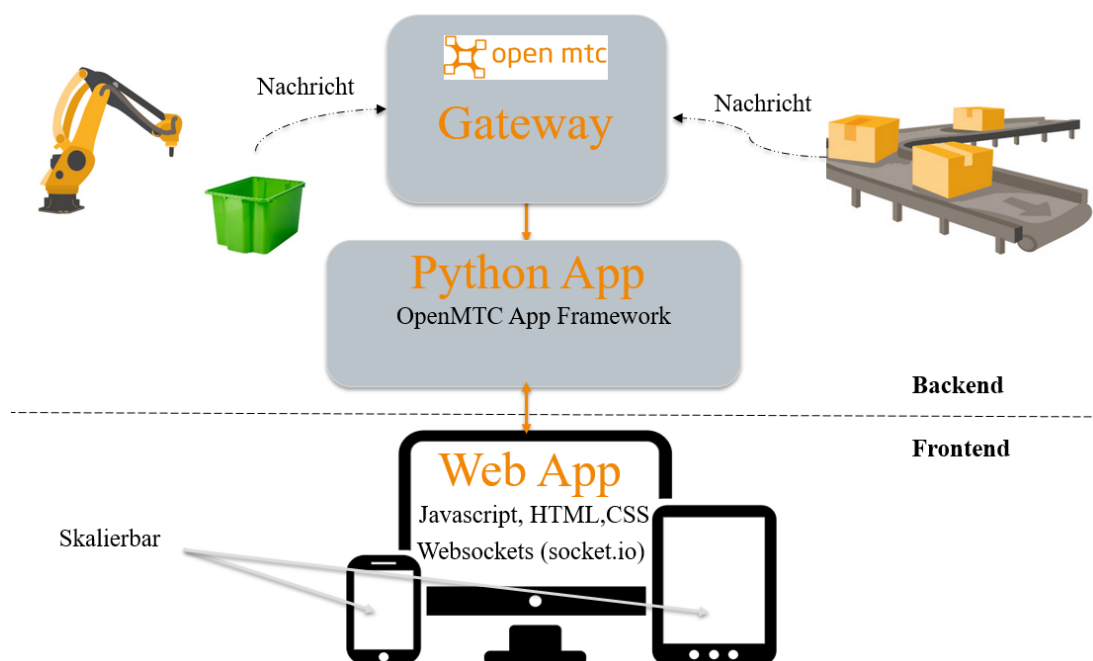 open mtc
Nachricht
Nachricht
Gateway
Python App
OpenMTC App Framework
Backend
Frontend
Web App
Javascript, HTML,CSS
Websockets (socket.io)
Skalierbar